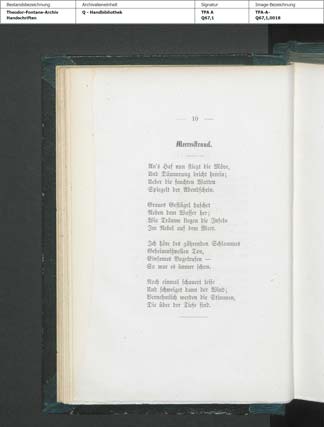 Bestandsbezeichnung Archivalieneinheit Signatur Image-Bezeichnung
Theodor-Fontane-Archiv Q - Handbibliothek TFA A TFA-A-
Handschriften Q67,1 Q67,1,0018
— 10 —
Meeresstrand.
An's Haf nun fliegt die Möve,
Und Dämmrung bricht herein;
Ueber die feuchten Watten
Spiegelt der Abendschein.
Graues Geflügel huschet
Neben dem Wasser her;
Wie Träume liegen die Inseln
Im Nebel auf dem Meer.
Ich höre des gährenden Schlammes
Geheimnißvollen Ton,
Einsames Vogelrufen —
So war es immer schon.
Noch einmal schauert leise
Und schweiget dann der Wind;
Vernehmlich werden die Stimmen,
Die über der Tiefe sind.